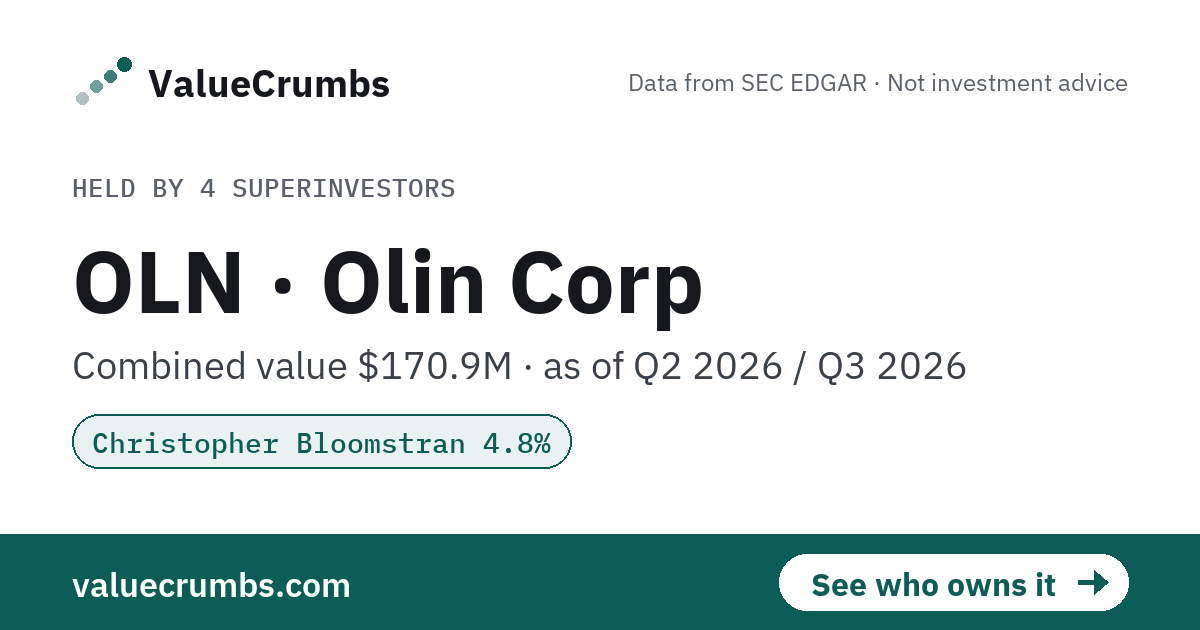 ValueCrumbs
Data from SEC EDGAR · Not investment advice
HELD BY 4 SUPERINVESTORS
OLN · Olin Corp
Combined value $170.9M · as of Q2 2026 / Q3 2026
Christopher Bloomstran 4.8%
valuecrumbs.com
See who owns it →